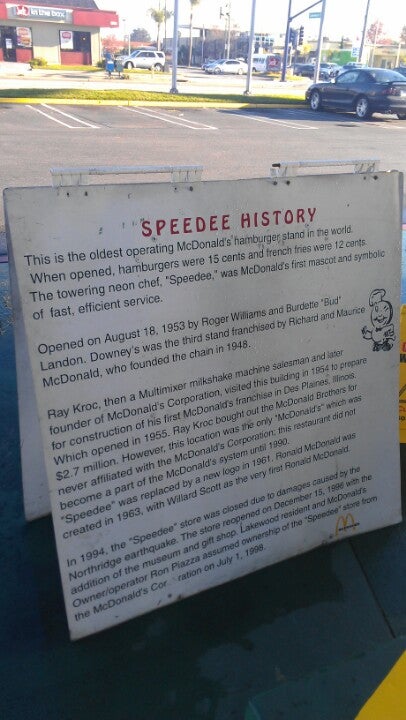 Jack in the box
SPEEDEE HISTORY
This is the oldest operating McDonald's hamburger stand in the world.
When opened, hamburgers were 15 cents and french fries were 12 cents.
The towering neon chef, "Speedee," was McDonald's first mascot and symbolic
of fast, efficient service.
Opened on August 18, 1953 by Roger Williams and Burdette "Bud"
Landon. Downey's was the third stand franchised by Richard and Maurice
McDonald, who founded the chain in 1948.
Ray Kroc, then a Multimixer milkshake machine salesman and later
founder of McDonald's Corporation, visited this building in 1954 to prepare
for construction of his first McDonald's franchise in Des Plaines, Illinois.
Which opened in 1955. Ray Kroc bought out the McDonald Brothers for
$2.7 million. However, this location was the only "McDonald's" which was
never affiliated with the McDonald's Corporation; this restaurant did not
become a part of the McDonald's system until 1990.
"Speedee" was replaced by a new logo in 1961. Ronald McDonald was
created in 1963, with Willard Scott as the very first Ronald McDonald.
In 1994, the "Speedee" store was closed due to damages caused by the
Northridge earthquake. The store reopened on December 15, 1996 with the
addition of the museum and gift shop. Lakewood resident and McDonald's
Owner/operator Ron Piazza assumed ownership of the "Speedee" store from
the McDonald's Cor ration on July 1, 1998.